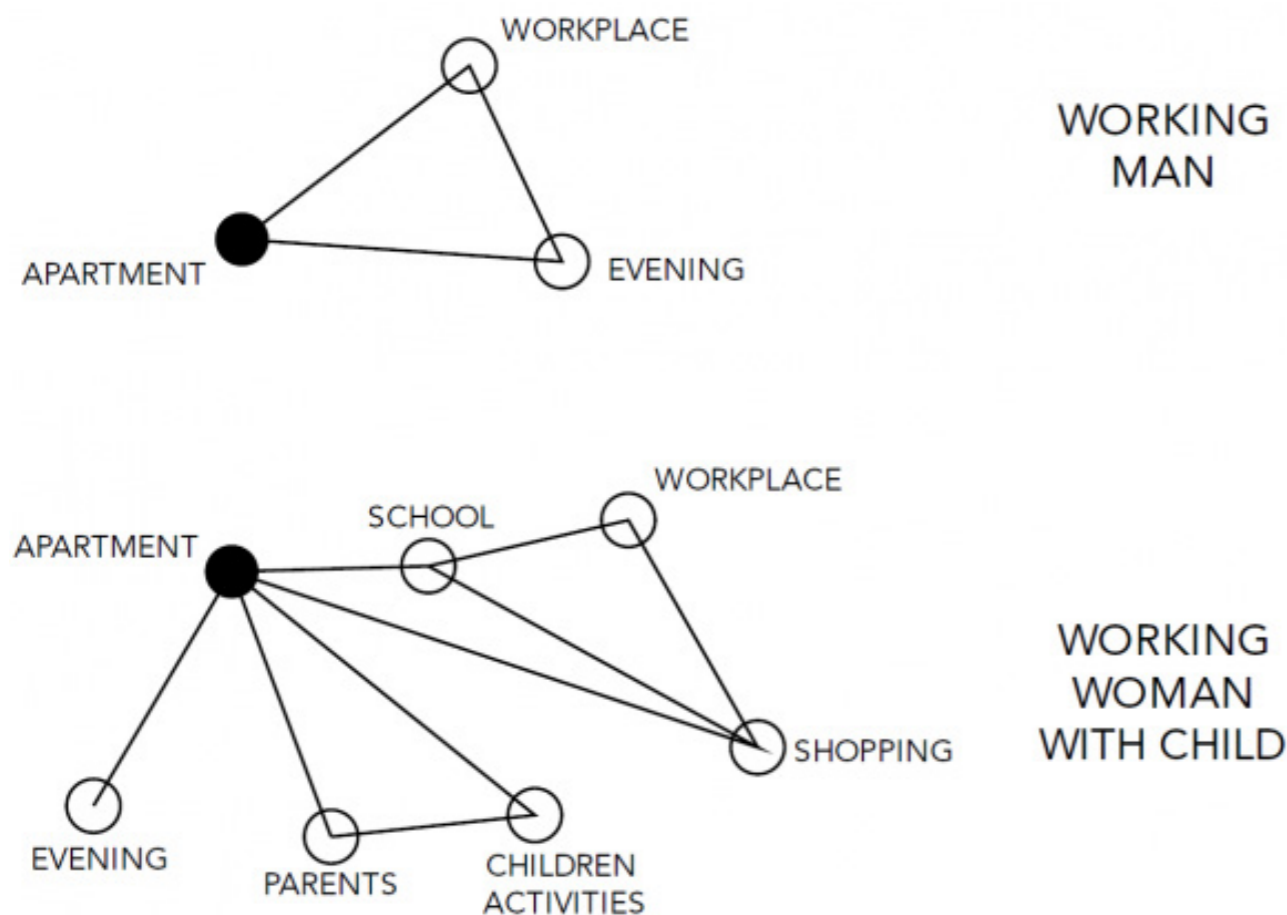 WORKPLACE
WORKING
MAN
APARTMENT
EVENING
WORKPLACE
SCHOOL
APARTMENT
WORKING
WOMAN
WITH CHILD
SHOPPING
EVENING
PARENTS
CHILDREN
ACTIVITIES